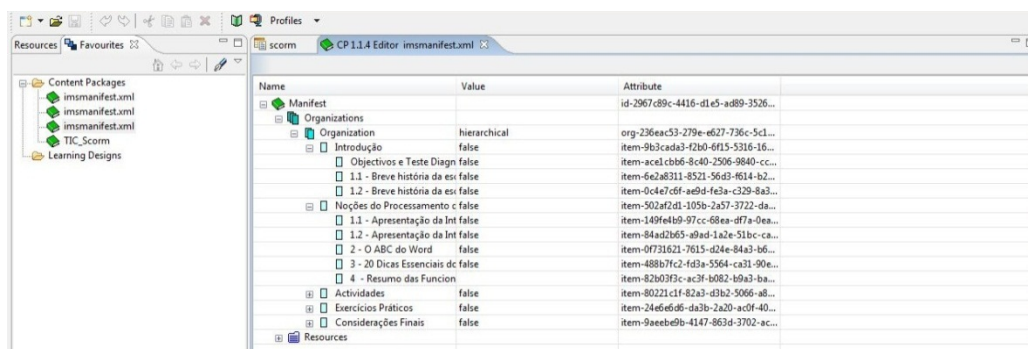 Profiles
Resources Favourites
scorm CP 1.1.4 Editor imsmanifest.xml
Content Packages
imsmanifest.xml
imsmanifest.xml
imsmanifest.xml
TIC_Scorm
Learning Designs
Name Value Attribute
Manifest id-2967c89c-4416-d1e5-ad89-3526...
Organizations
Organization hierarchical org-236eac53-279e-e627-736c-5c1...
Introdução false item-9b3cada3-f2b0-6f15-5316-16...
Objectivos e Teste Diagn false item-ace1cbb6-8c40-2506-9840-cc...
1.1 - Breve história da esc false item-6e2a8311-8521-56d3-f614-b2...
1.2 - Breve história da esc false item-0c4e7c6f-ae9d-fe3a-c329-8a3...
Noções do Processamento c false item-502af2d1-105b-2a57-3722-da...
1.1 - Apresentação da Int false item-149fe4b9-97cc-68ea-df7a-0ea...
1.2 - Apresentação da Int false item-84ad2b65-a9ad-1a2e-51bc-ca...
2 - O ABC do Word false item-0f731621-7615-d24e-84a3-b6...
3 - 20 Dicas Essenciais dc false item-488b7fc2-fd3a-5564-ca31-90e...
4 - Resumo das Funcion false item-82b03f3c-ac3f-b082-b9a3-ba...
Actividades false item-80221c1f-82a3-d3b2-5066-a8...
Exercícios Práticos false item-24e6e6d6-da3b-2a20-ac0f-40...
Considerações Finais false item-9aeebe9b-4147-863d-3702-ac...
Resources